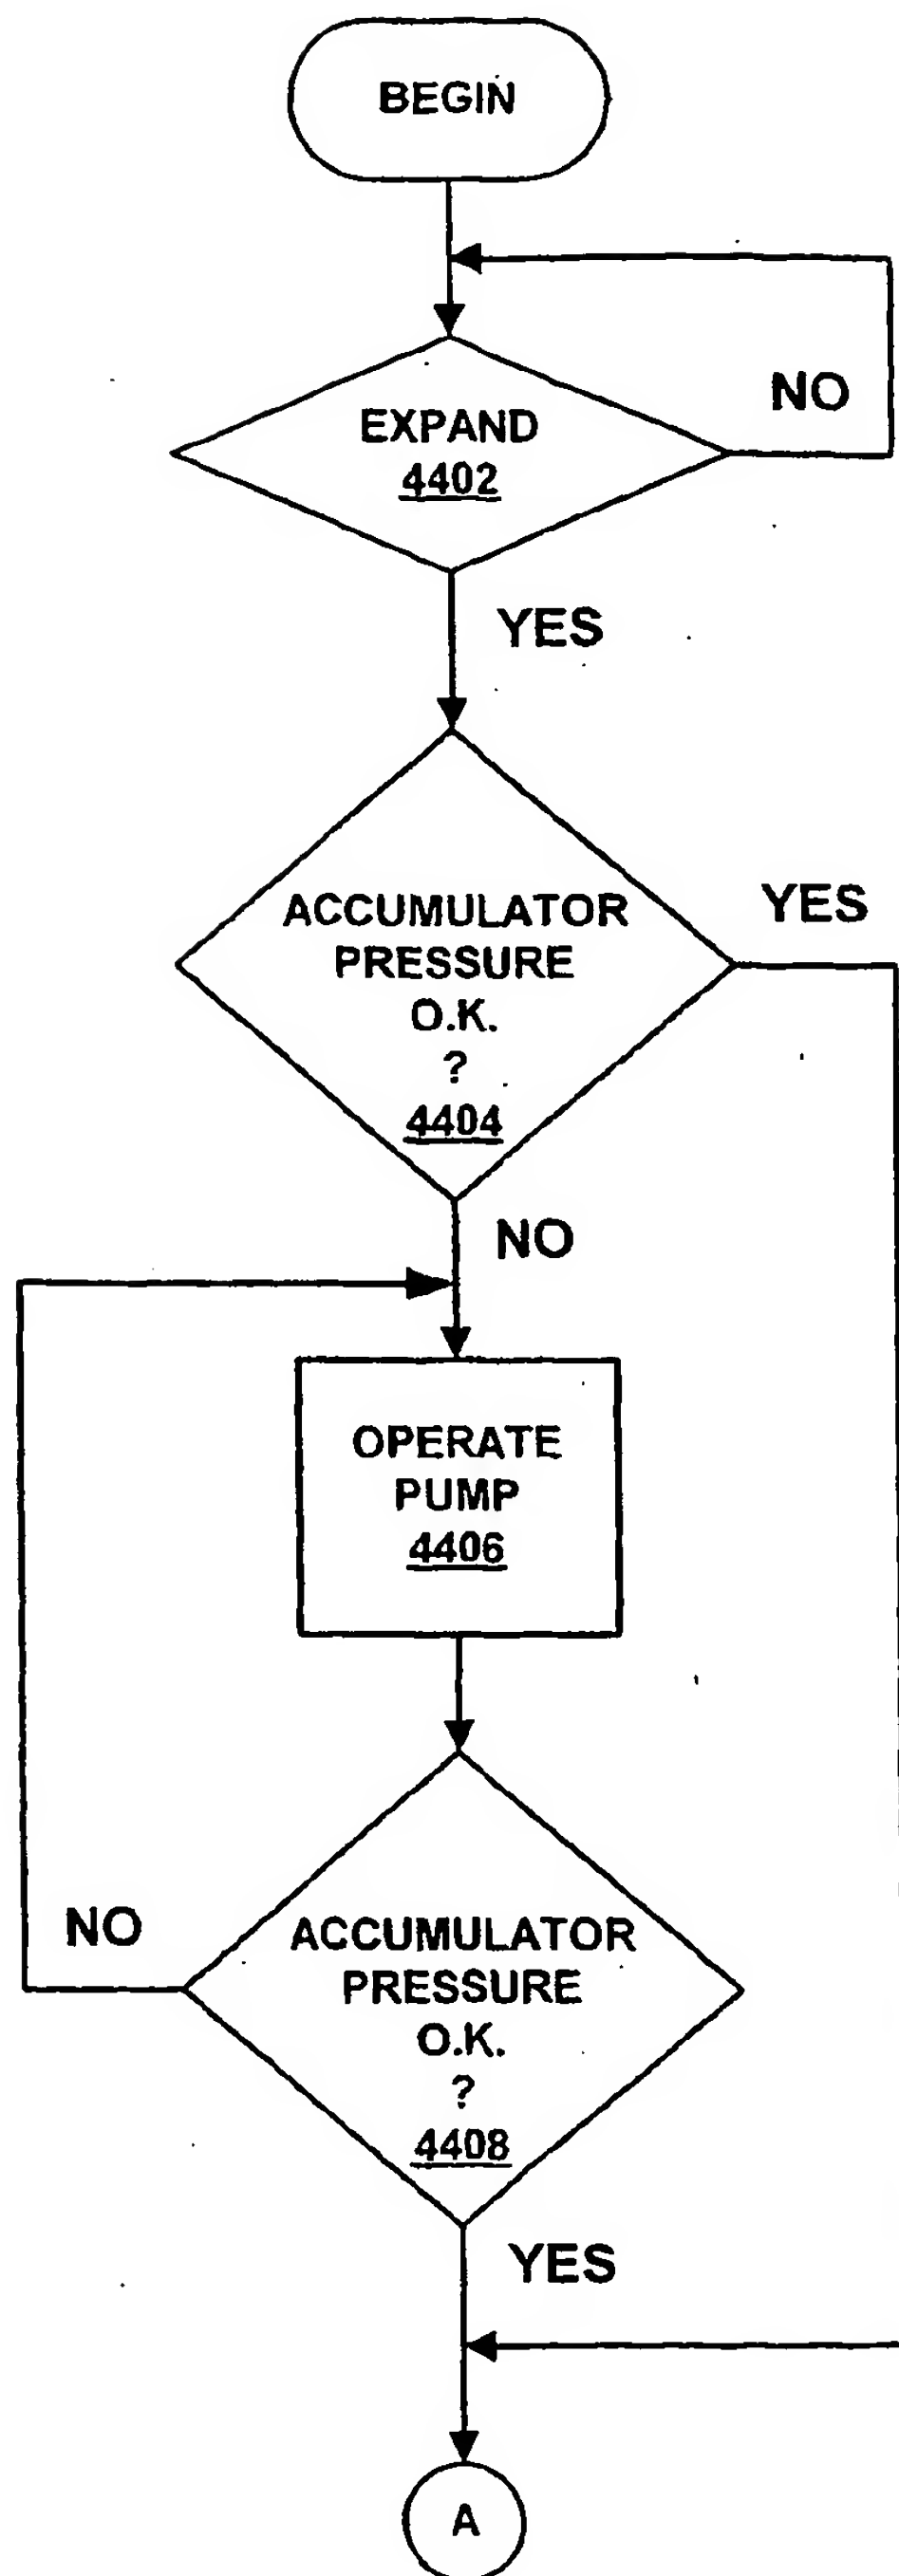 BEGIN
NO
EXPAND
4402
YES
ACCUMULATOR
PRESSURE
O.K.
?
4404
YES
NO
OPERATE
PUMP
4406
NO
ACCUMULATOR
PRESSURE
O.K.
?
4408
YES
A